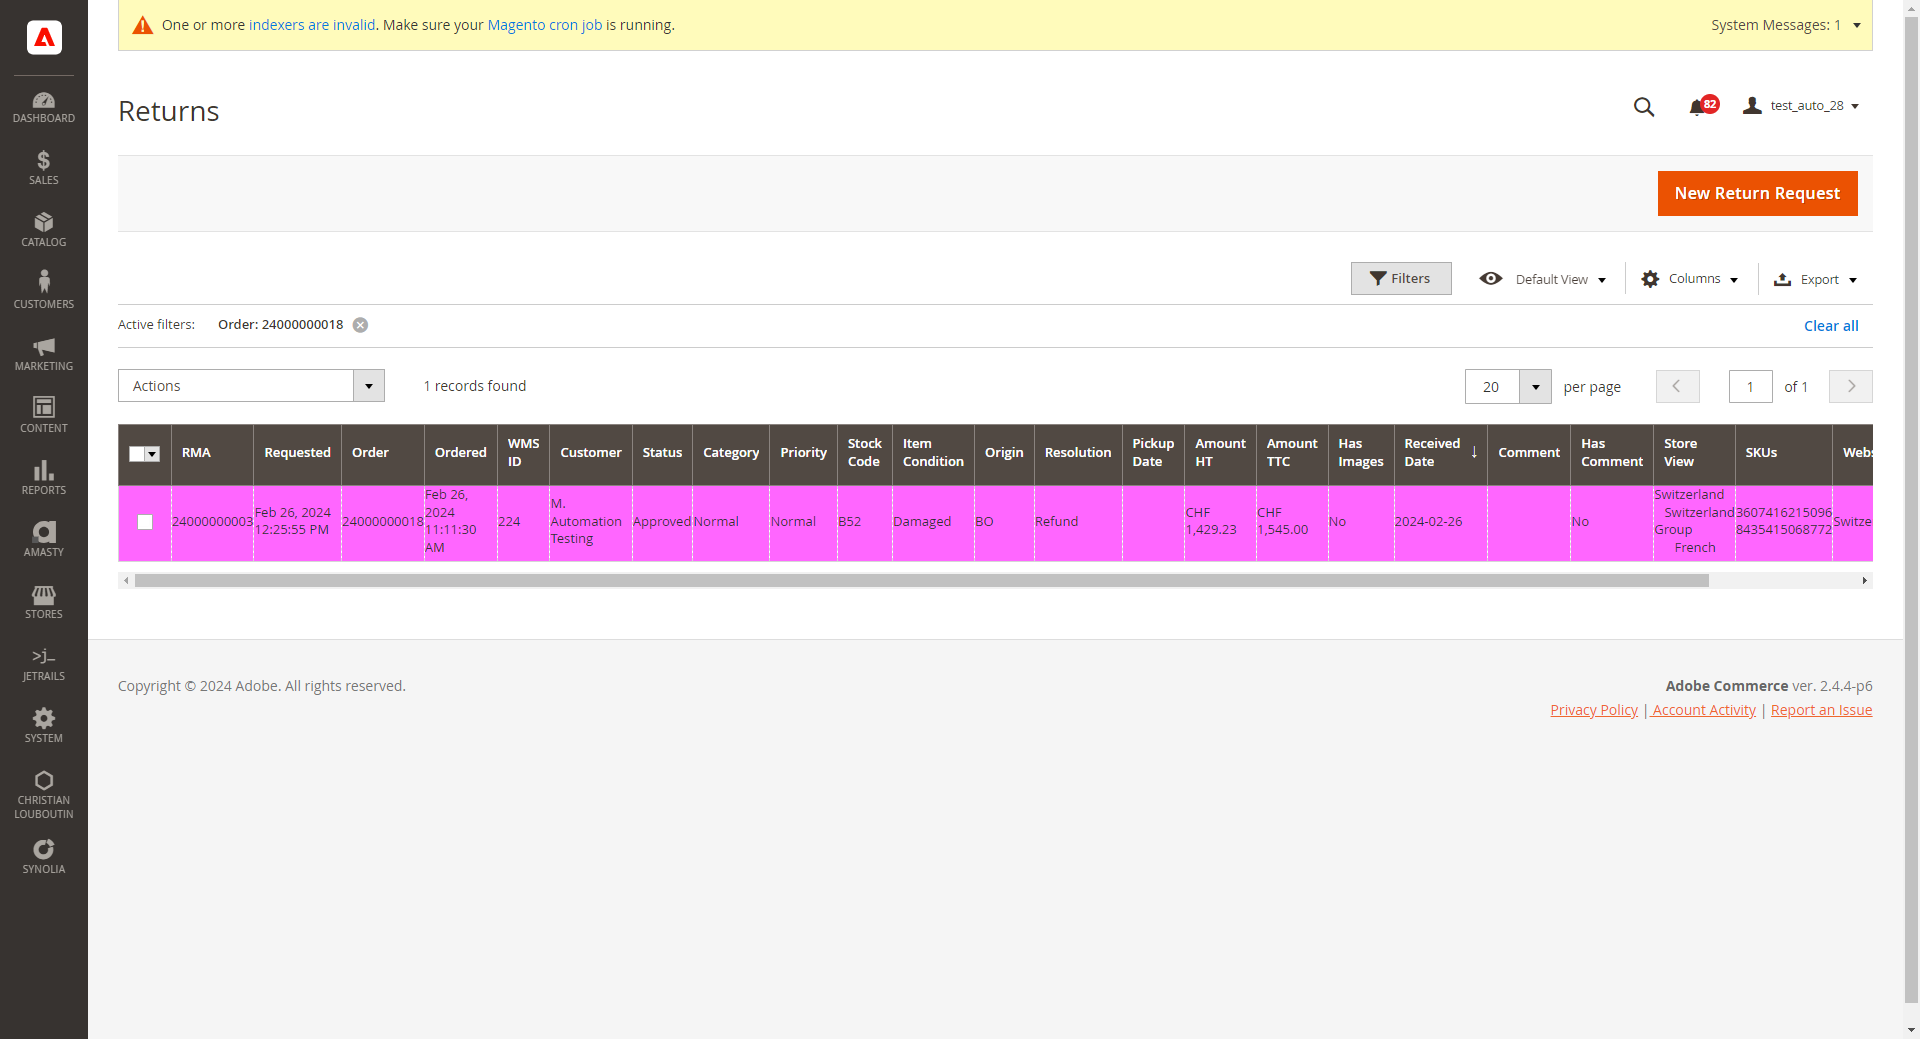 One or more indexers are invalid. Make sure your Magento cron job is running.
System Messages: 1
DASHBOARD
SALES
CATALOG
CUSTOMERS
MARKETING
CONTENT
REPORTS
AMASTY
STORES
>j_
JETRAILS
SYSTEM
CHRISTIAN
LOUBOUTIN
SYNOLIA
Returns
82
test_auto_28
New Return Request
Filters
Default View
Columns
Export
Active filters:
Order: 24000000018
Clear all
Actions
1 records found
20
per page
1
of 1
RMA
Requested
Order
Ordered
WMS
ID
Customer
Status
Category
Priority
Stock
Code
Item
Condition
Origin
Resolution
Pickup
Date
Amount
HT
Amount
TTC
Has
Images
Received
Date ↓
Comment
Has
Comment
Store
View
SKUs
Webs
24000000003
Feb 26, 2024
12:25:55 PM
24000000018
Feb 26,
2024
11:11:30
AM
224
M.
Automation
Testing
Approved
Normal
Normal
B52
Damaged
BO
Refund
CHF
1,429.23
CHF
1,545.00
No
2024-02-26
No
Switzerland
Switzerland
Group
French
3607416215096
8435415068772
Switze
Copyright © 2024 Adobe. All rights reserved.
Adobe Commerce ver. 2.4.4-p6
Privacy Policy | Account Activity | Report an Issue